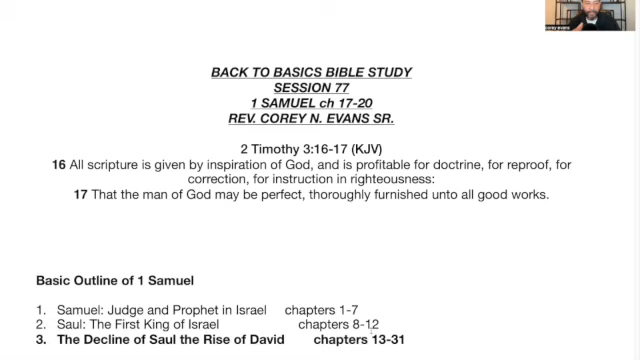 corey evans
BACK TO BASICS BIBLE STUDY
SESSION 77
1 SAMUEL ch 17-20
REV. COREY N. EVANS SR.
2 Timothy 3:16-17 (KJV)
16 All scripture is given by inspiration of God, and is profitable for doctrine, for reproof, for
correction, for instruction in righteousness:
17 That the man of God may be perfect, thoroughly furnished unto all good works.
Basic Outline of 1 Samuel
1. Samuel: Judge and Prophet in Israel chapters 1-7
2. Saul: The First King of Israel chapters 8-12
3. The Decline of Saul the Rise of David chapters 13-31